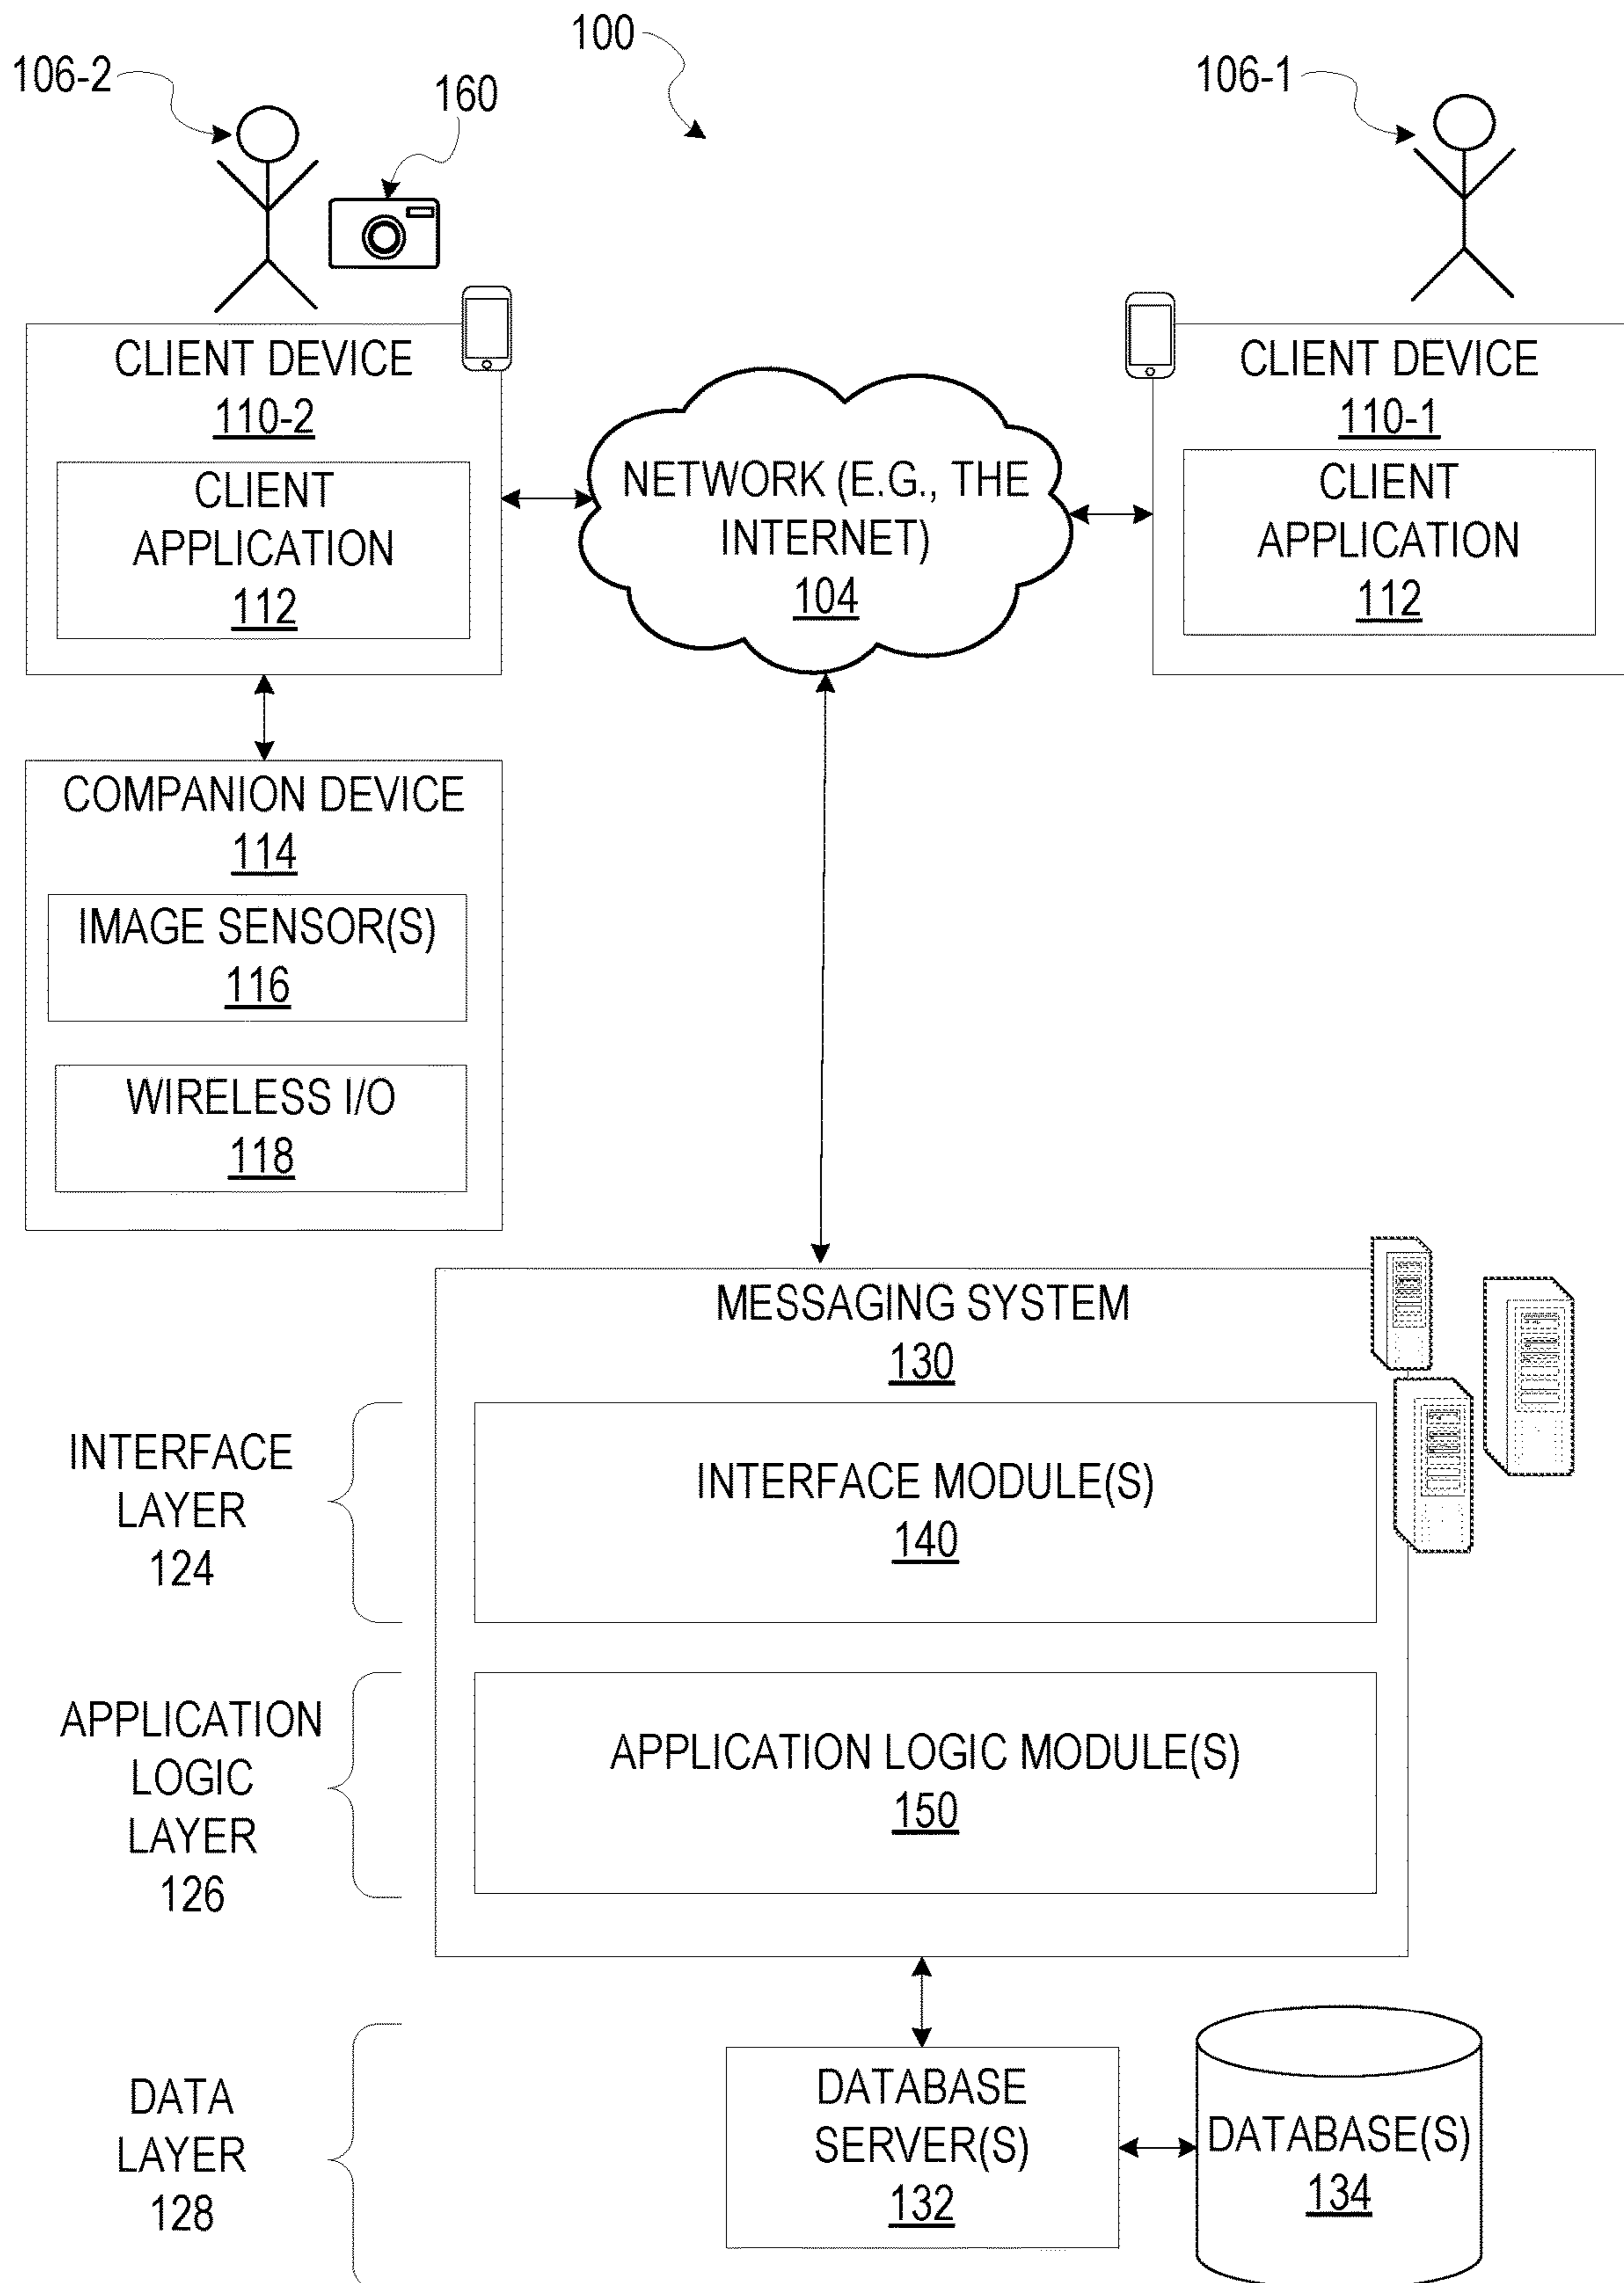 100
106-2
160
106-1
CLIENT DEVICE
110-2
CLIENT
APPLICATION
112
NETWORK (E.G., THE
INTERNET)
104
CLIENT DEVICE
110-1
CLIENT
APPLICATION
112
COMPANION DEVICE
114
IMAGE SENSOR(S)
116
WIRELESS I/O
118
MESSAGING SYSTEM
130
INTERFACE
LAYER
124
INTERFACE MODULE(S)
140
APPLICATION
LOGIC
LAYER
126
APPLICATION LOGIC MODULE(S)
150
DATA
LAYER
128
DATABASE
SERVER(S)
132
DATABASE(S)
134